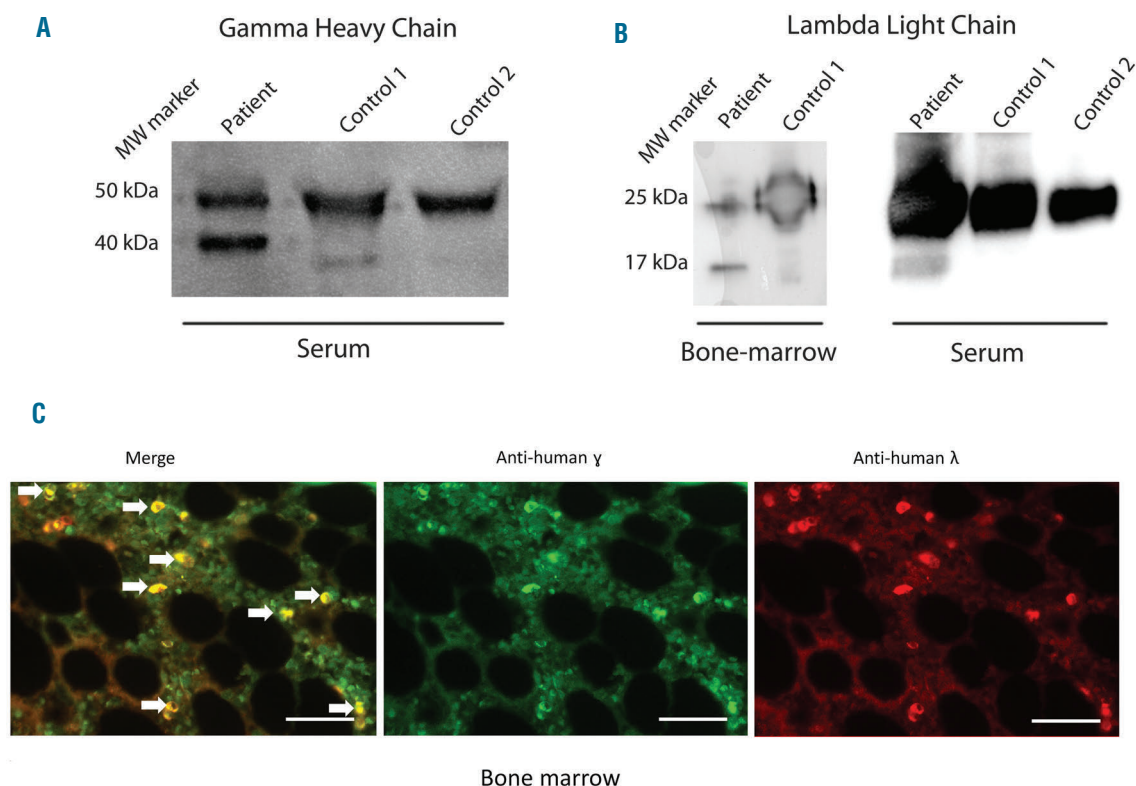 A
Gamma Heavy Chain
MW marker
Patient
Control 1
Control 2
50 kDa
40 kDa
Serum
B
Lambda Light Chain
MW marker
Patient
Control 1
Patient
Control 1
Control 2
25 kDa
17 kDa
Bone-marrow
Serum
C
Merge
Anti-human γ
Anti-human λ
Bone marrow